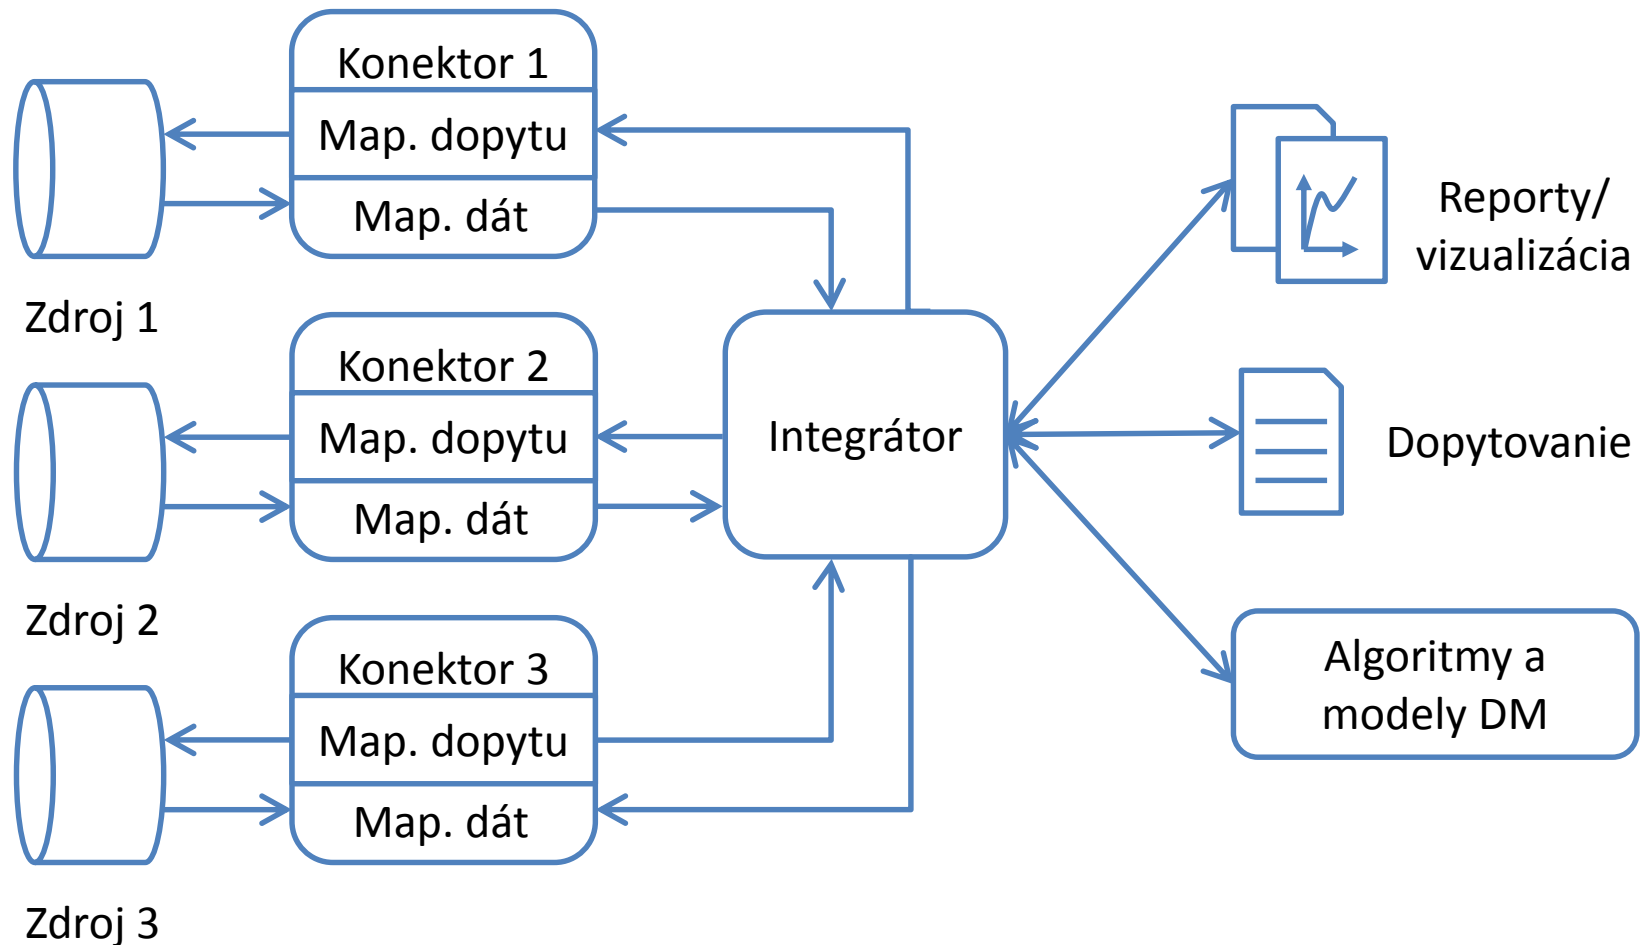 Konektor 1
Map. dopytu
Map. dát
Zdroj 1
Konektor 2
Map. dopytu
Map. dát
Zdroj 2
Konektor 3
Map. dopytu
Map. dát
Zdroj 3
Integrátor
Reporty/
vizualizácia
Dopytovanie
Algoritmy a
modely DM